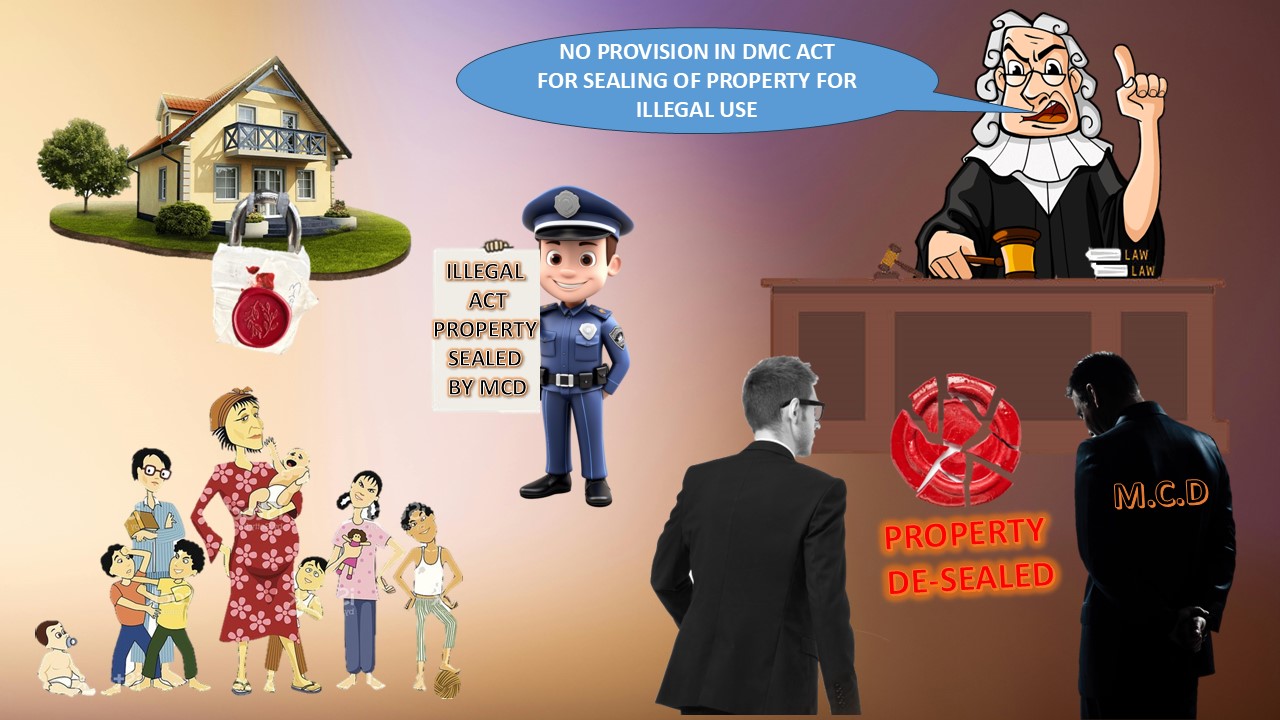 NO PROVISION IN DMC ACT
FOR SEALING OF PROPERTY FOR
ILLEGAL USE
ILLEGAL
ACT
PROPERTY
SEALED
BY MCD
LAW
LAW
M.C.D
PROPERTY
DE-SEALED